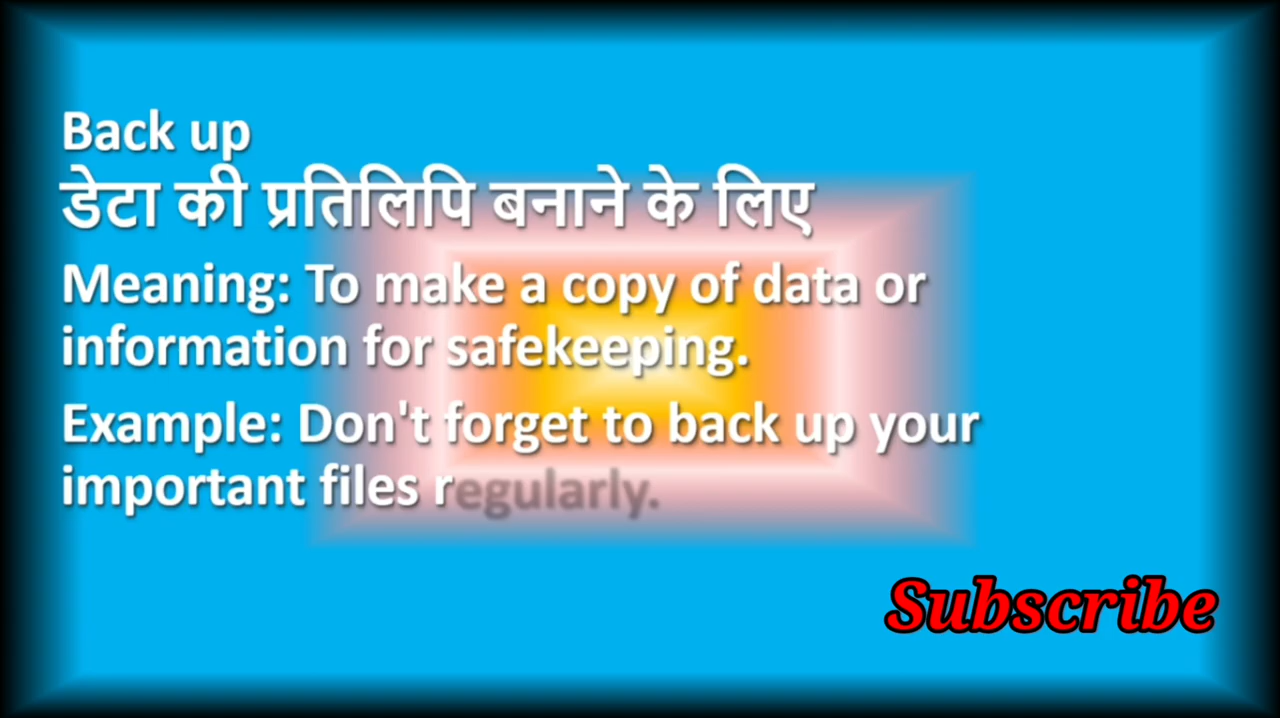 Back up
डेटा की प्रतिलिपि बनाने के लिए
Meaning: To make a copy of data or
information for safekeeping.
Example: Don't forget to back up your
important files regularly.
Subscribe